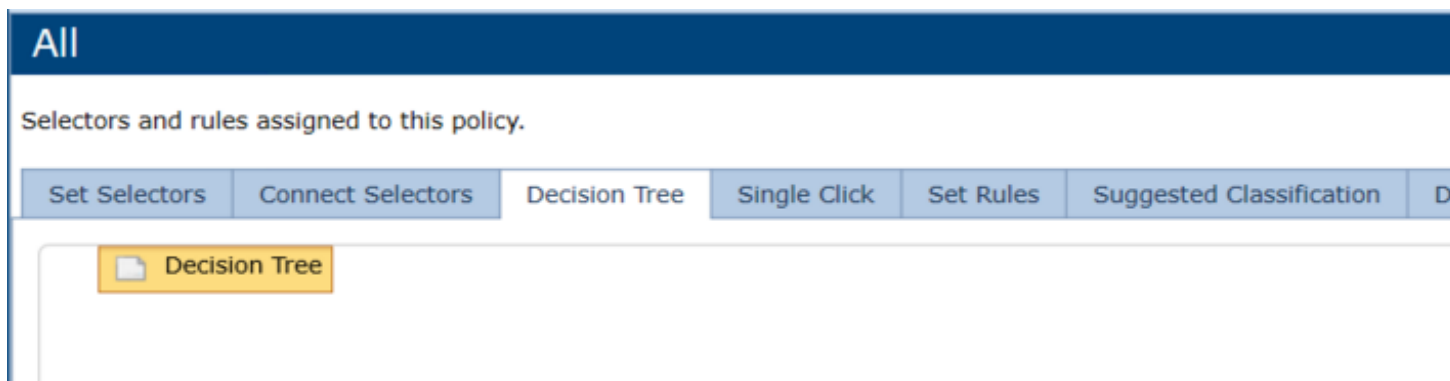 All
Selectors and rules assigned to this policy.
Set Selectors Connect Selectors Decision Tree Single Click Set Rules Suggested Classification D
Decision Tree